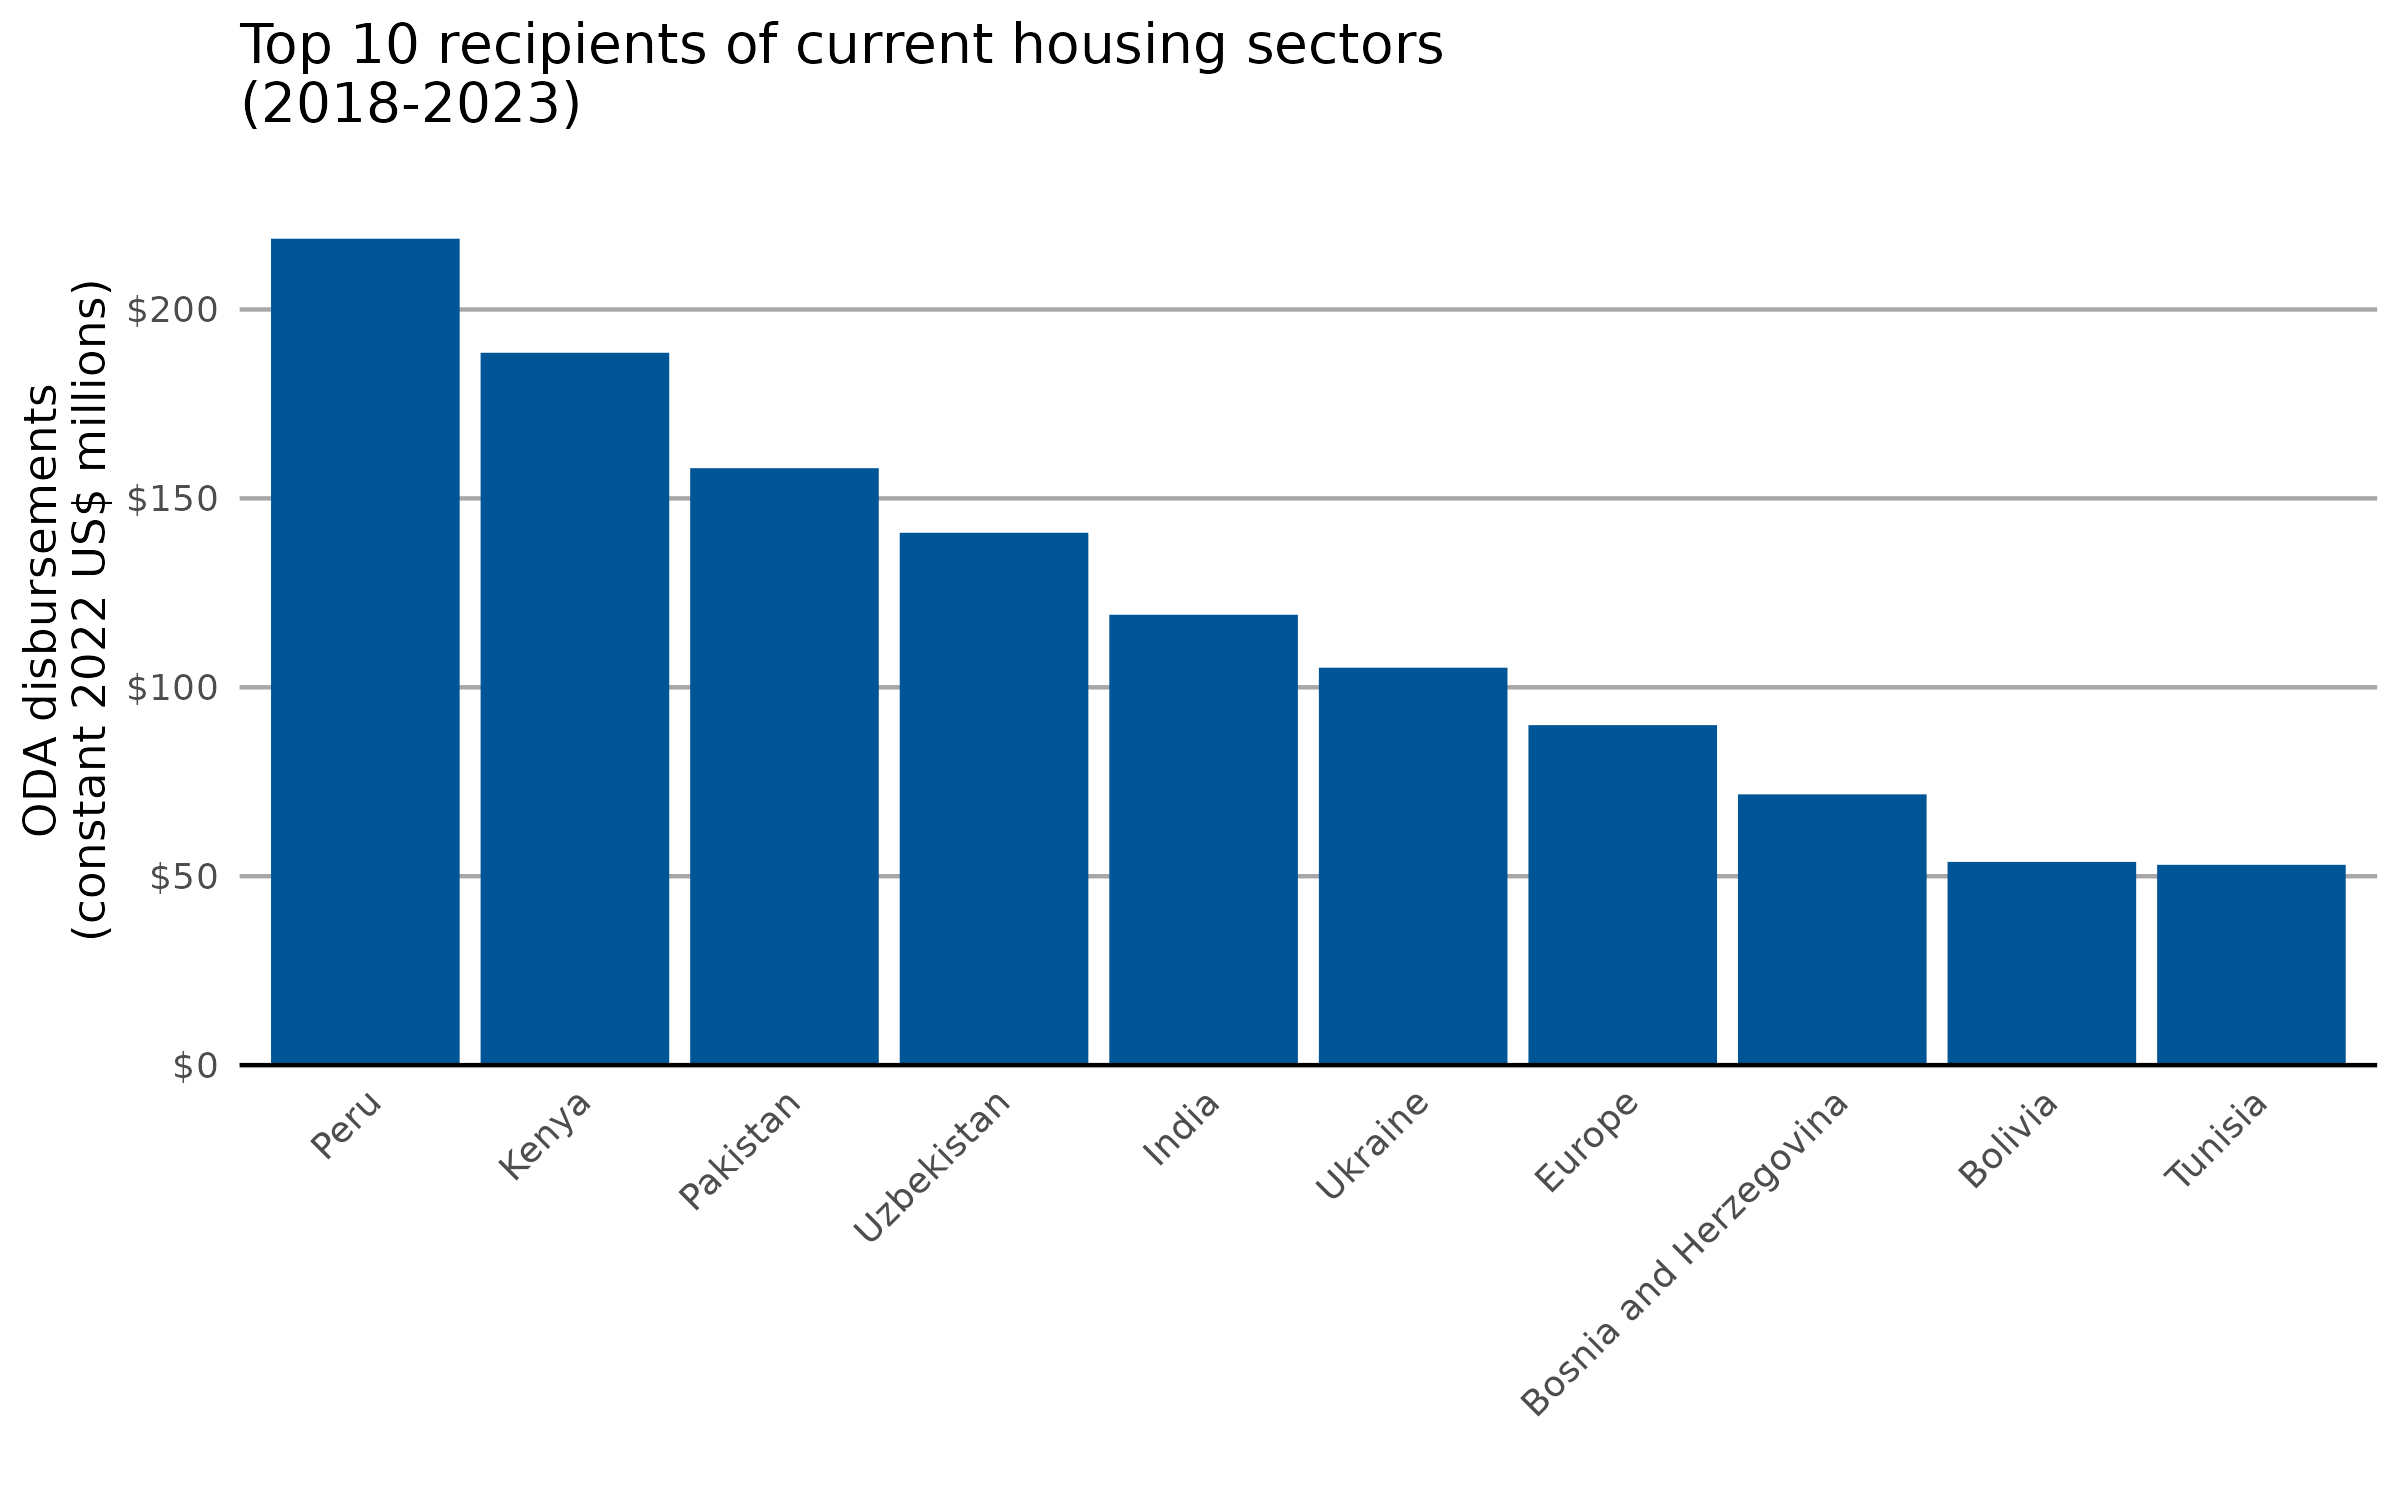 Top 10 recipients of current housing sectors
(2018-2023)
ODA disbursements
(constant 2022 US$ millions)
$200
$150
$100
$50
$0
Peru
Kenya
Pakistan
Uzbekistan
India
Ukraine
Europe
Bosnia and Herzegovina
Bolivia
Tunisia